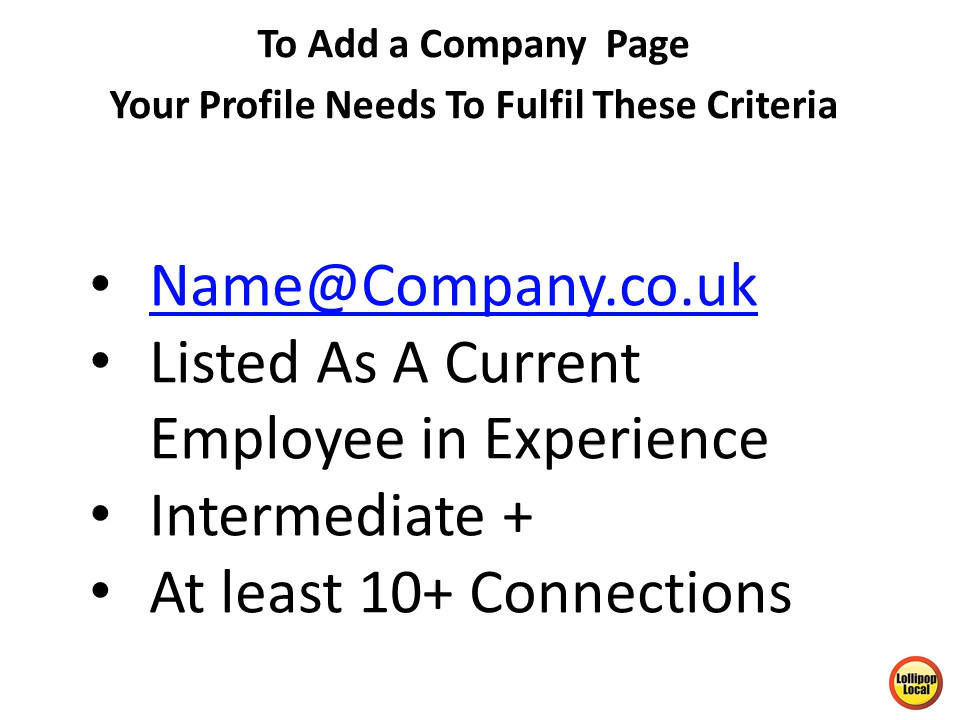 To Add a Company Page
Your Profile Needs To Fulfil These Criteria
• Name@Company.co.uk
• Listed As A Current
Employee in Experience
• Intermediate +
• At least 10+ Connections
Lollipop
Local